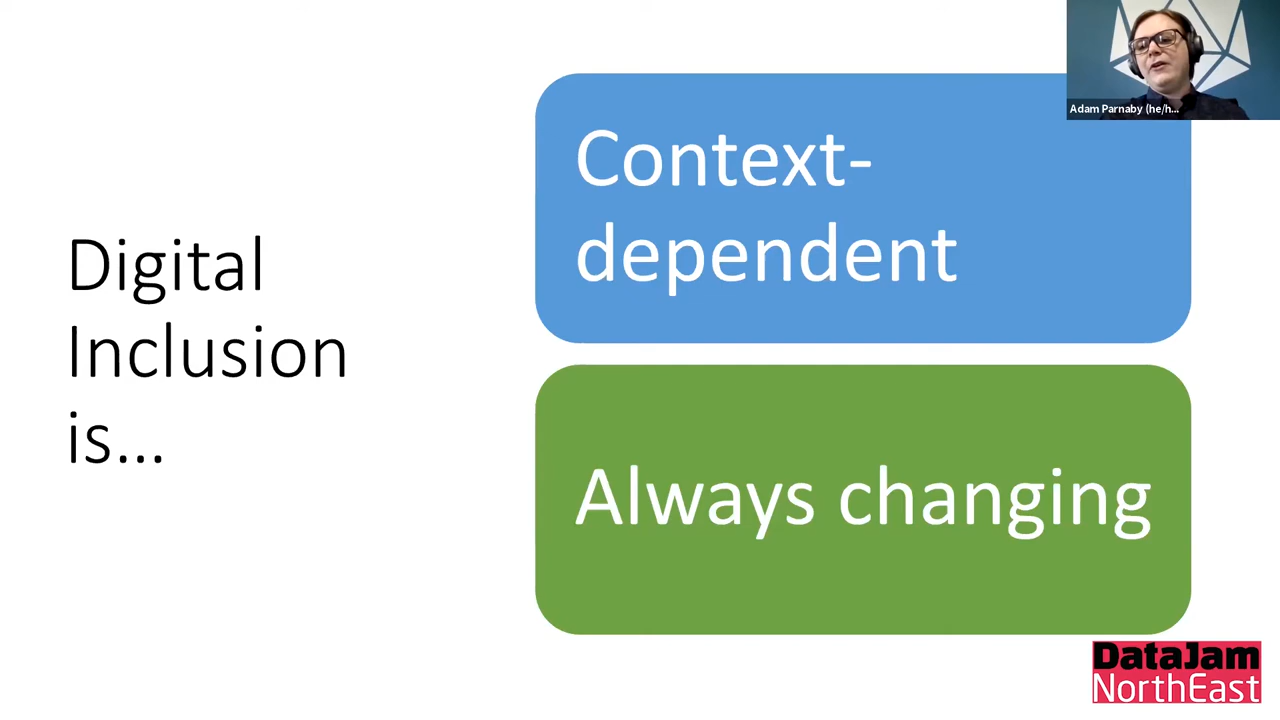 Adam Parnaby (he/h...
Digital
Inclusion
is...
Context-
dependent
Always changing
DataJam
NorthEast